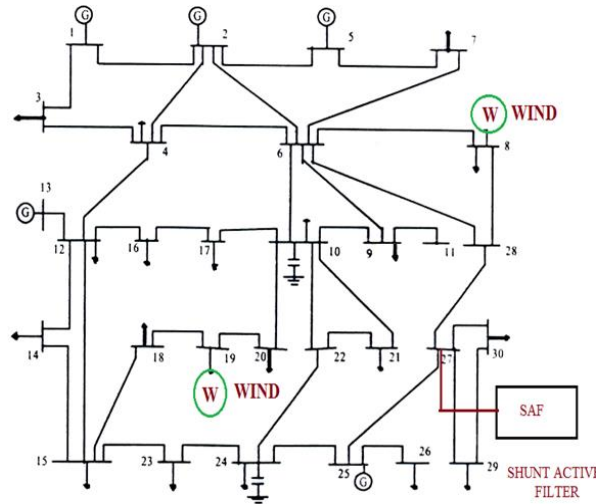 G G G
1 2 5 7
W WIND
3
4 6 8
13
G
12 16 17 10 9 11 28
14 18 19 20 22 21 27 30
W WIND
SAF
15 23 24 25 26 29
G
SHUNT ACTIVE
FILTER